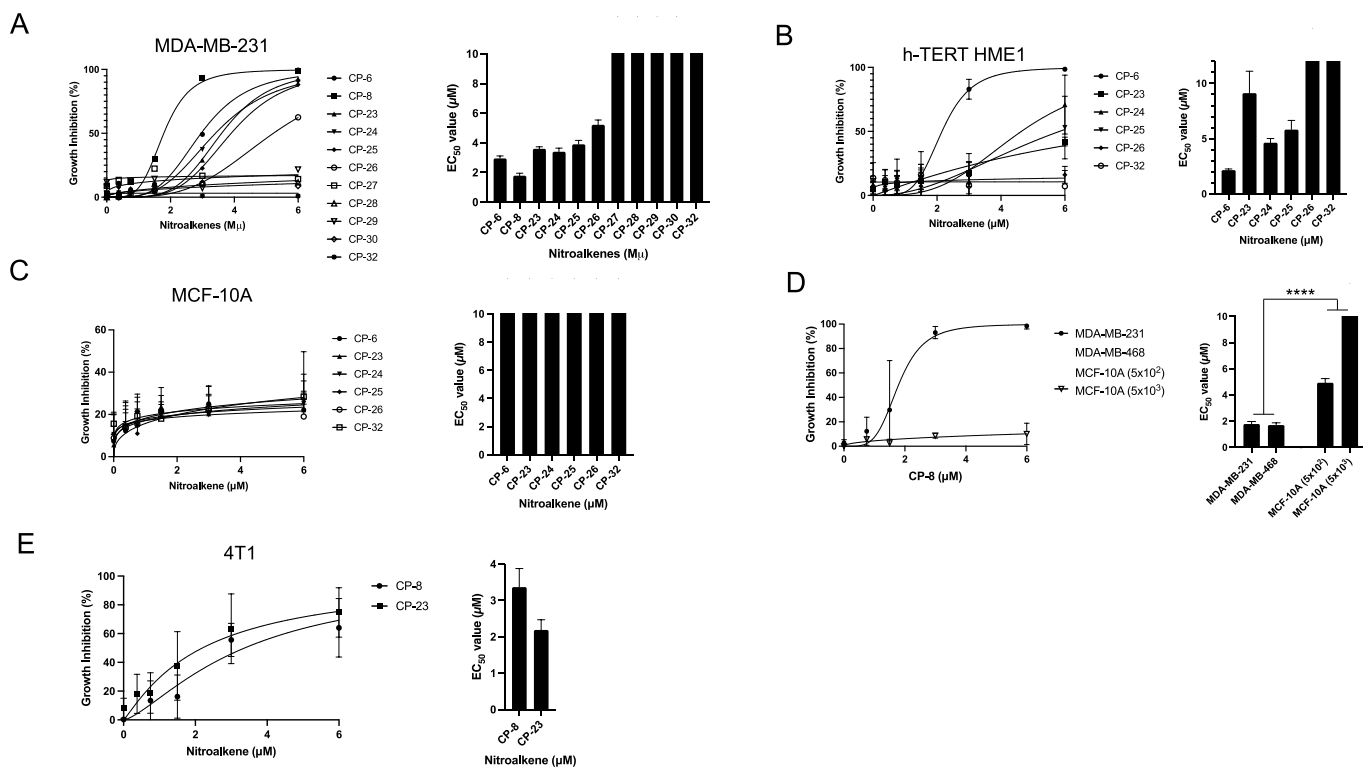 A
MDA-MB-231
Growth Inhibition (%)
100
50
0
0
2
4
6
Nitroalkenes (Mμ)
CP-6
CP-8
CP-23
CP-24
CP-25
CP-26
CP-27
CP-28
CP-29
CP-30
CP-32
EC50 value (μM)
10
8
6
4
2
0
CP-6
CP-8
CP-23
CP-24
CP-25
CP-26
CP-27
CP-28
CP-29
CP-30
CP-32
Nitroalkenes (Mμ)
B
h-TERT HME1
Growth Inhibition (%)
100
50
0
0
2
4
6
Nitroalkene (μM)
CP-6
CP-23
CP-24
CP-25
CP-26
CP-32
EC50 value (μM)
10
5
0
CP-6
CP-23
CP-24
CP-25
CP-26
CP-32
Nitroalkene (μM)
C
MCF-10A
Growth Inhibition (%)
60
40
20
0
0
2
4
6
Nitroalkene (μM)
CP-6
CP-23
CP-24
CP-25
CP-26
CP-32
EC50 value (μM)
10
8
6
4
2
0
CP-6
CP-23
CP-24
CP-25
CP-26
CP-32
Nitroalkene (μM)
D
Growth Inhibition (%)
100
80
60
40
20
0
0
2
4
6
CP-8 (μM)
MDA-MB-231
MDA-MB-468
MCF-10A (5x10²)
MCF-10A (5x10³)
****
EC50 value (μM)
10
8
6
4
2
0
MDA-MB-231
MDA-MB-468
MCF-10A (5x10²)
MCF-10A (5x10³)
E
4T1
Growth Inhibition (%)
100
80
60
40
20
0
0
2
4
6
Nitroalkene (μM)
CP-8
CP-23
EC50 value (μM)
4
3
2
1
0
CP-8
CP-23
Nitroalkene (μM)